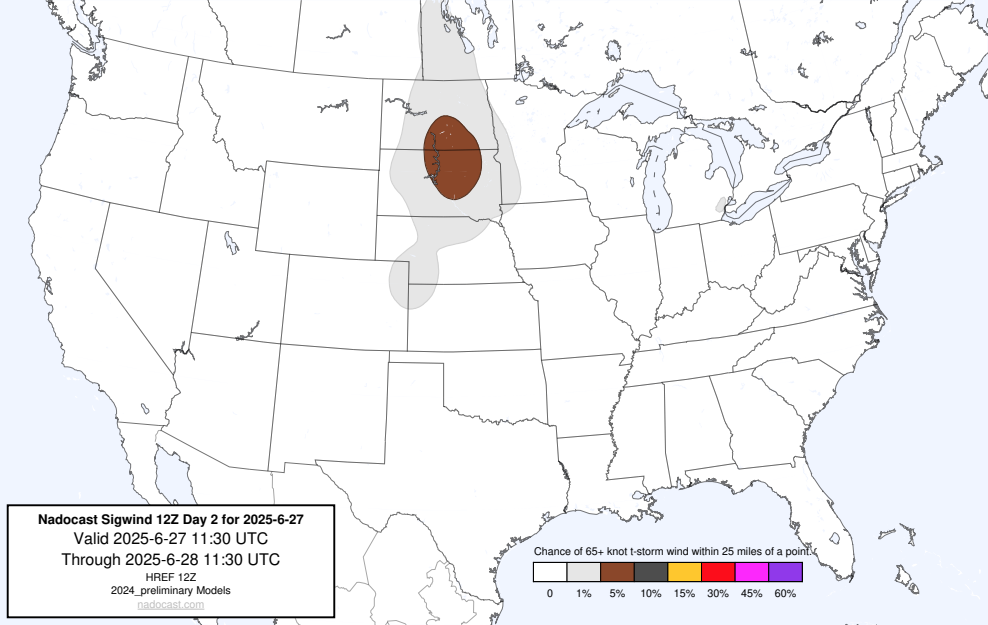 Nadocast Sigwind 12Z Day 2 for 2025-6-27
Valid 2025-6-27 11:30 UTC
Through 2025-6-28 11:30 UTC
HREF 12Z
2024_preliminary Models
nadocast.com
Chance of 65+ knot t-storm wind within 25 miles of a point.
0 1% 5% 10% 15% 30% 45% 60%